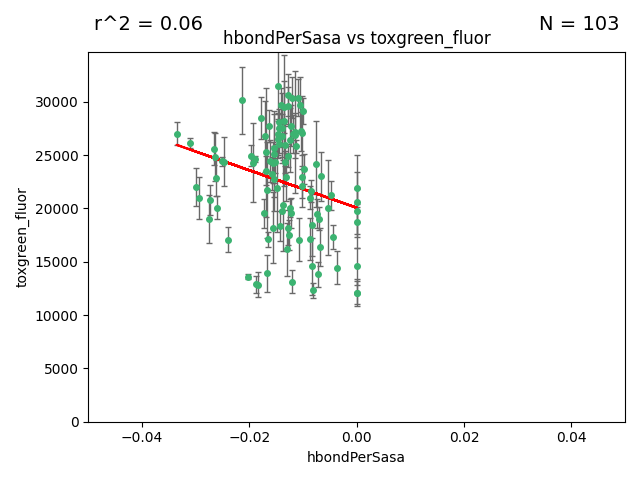 r^2 = 0.06
N = 103
hbondPerSasa vs toxgreen_fluor
30000
25000
20000
15000
10000
5000
0
toxgreen_fluor
−0.04
−0.02
0.00
0.02
0.04
hbondPerSasa